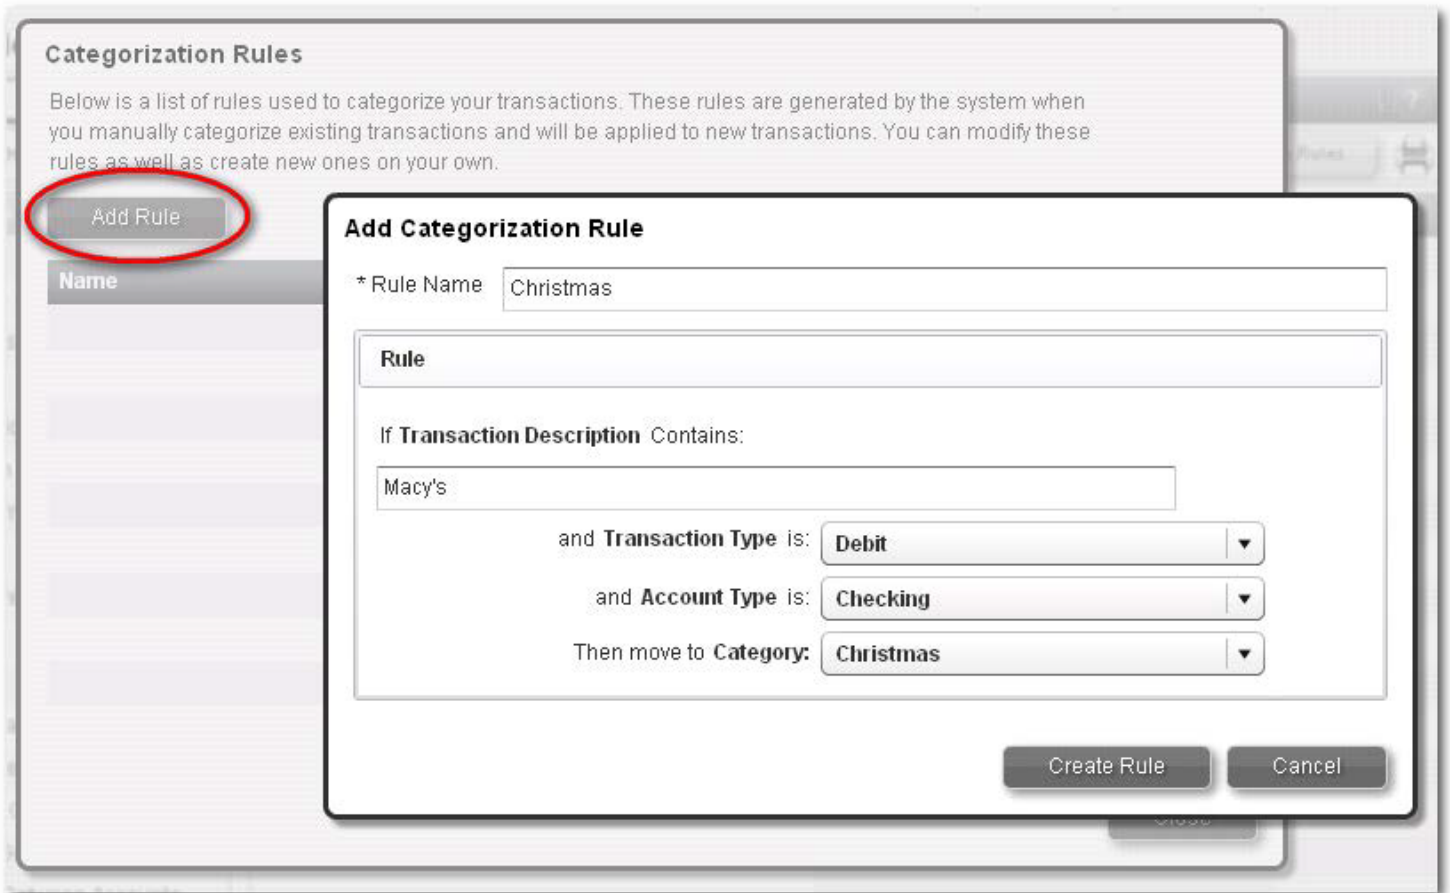 Categorization Rules
Below is a list of rules used to categorize your transactions. These rules are generated by the system when
you manually categorize existing transactions and will be applied to new transactions. You can modify these
rules as well as create new ones on your own.
Add Rule
Name
Add Categorization Rule
* Rule Name
Christmas
Rule
If Transaction Description Contains:
Macy's
and Transaction Type is: Debit
and Account Type is: Checking
Then move to Category: Christmas
Create Rule
Cancel
Close